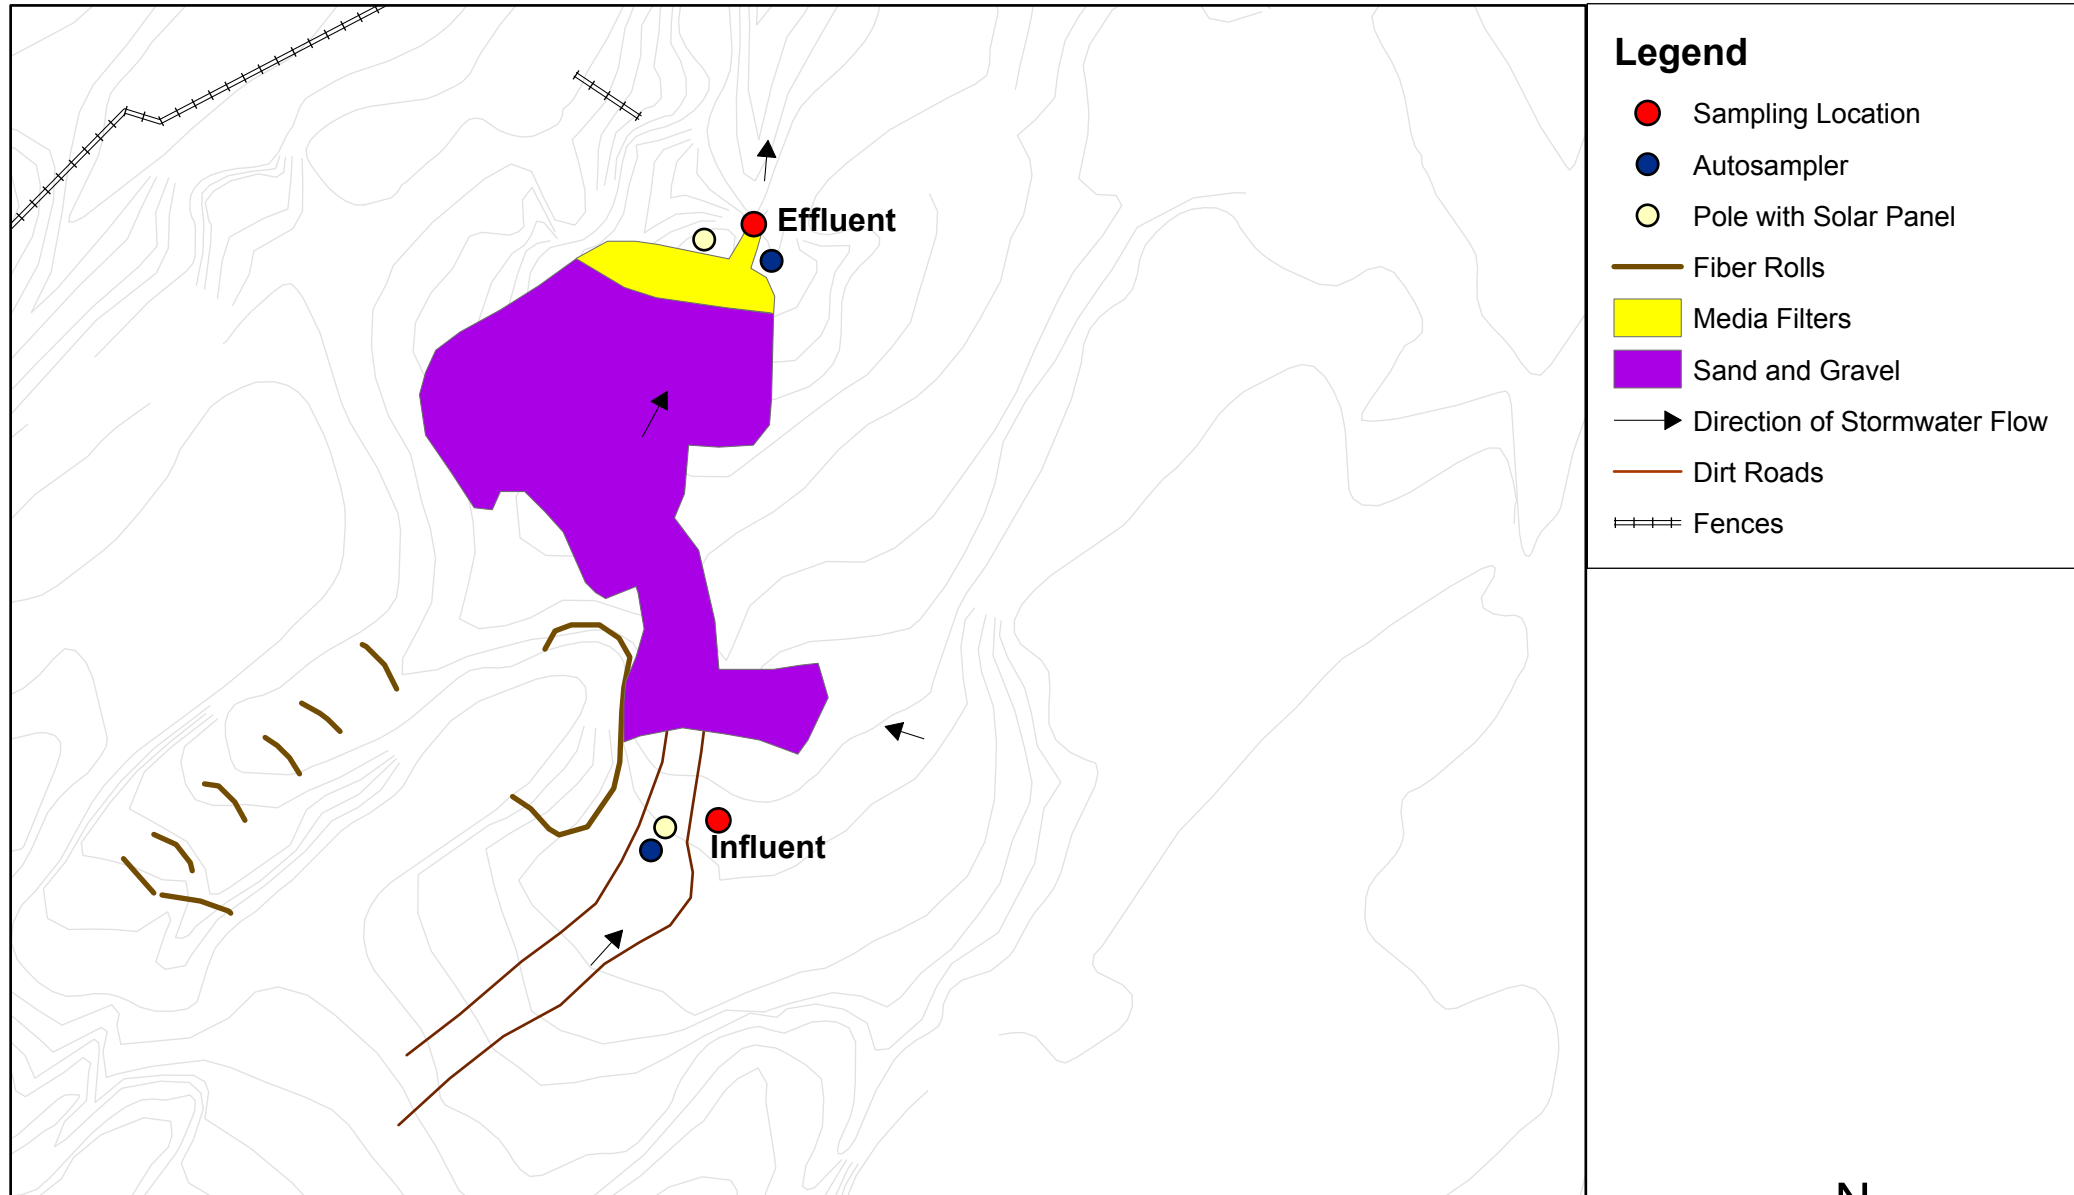 Legend
Sampling Location
Autosampler
Pole with Solar Panel
Fiber Rolls
Media Filters
Sand and Gravel
Direction of Stormwater Flow
Dirt Roads
Fences
Effluent
Influent
N